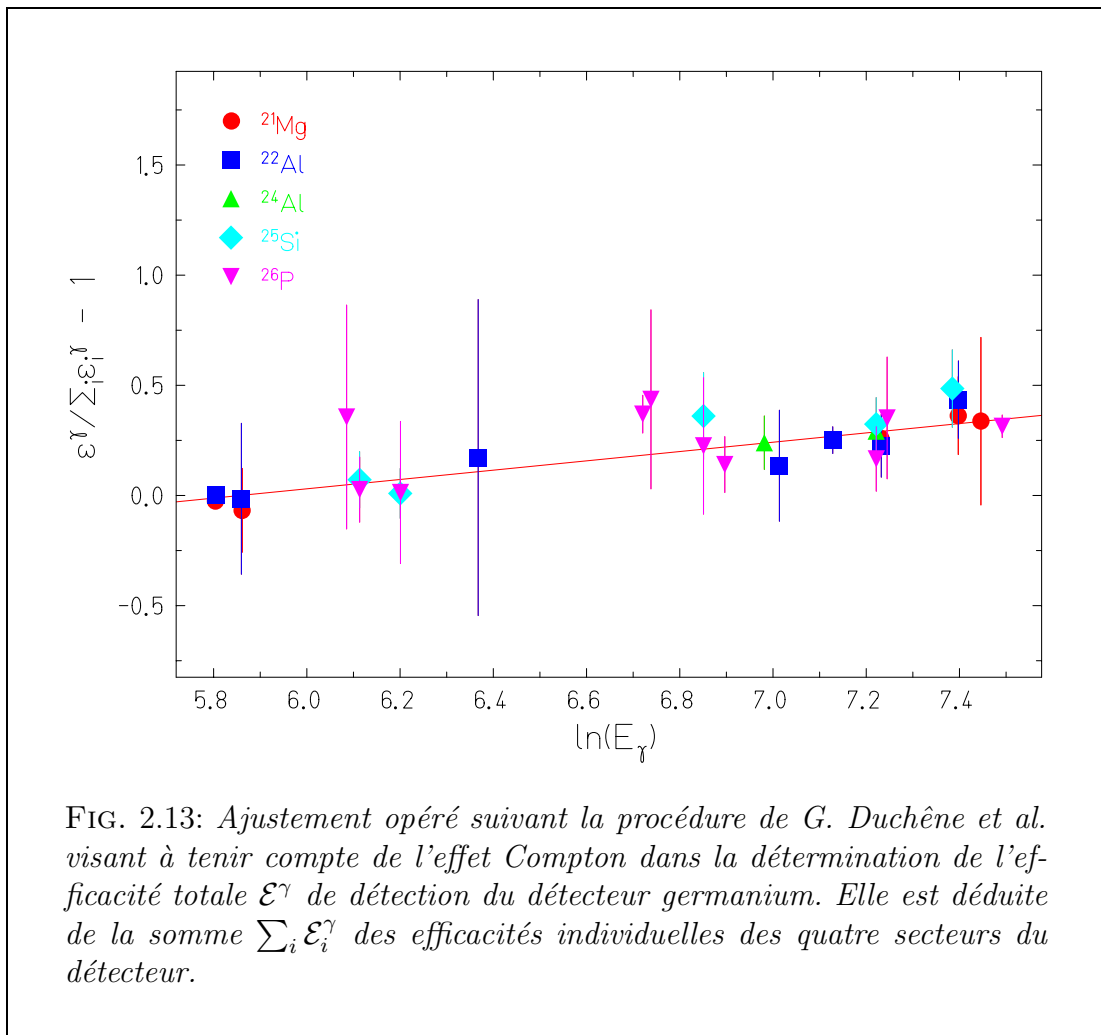 ²¹Mg
²²Al
²⁴Al
²⁵Si
²⁶P
1.5
1.0
0.5
0.0
−0.5
ε^γ/Σᵢεᵢ^γ − 1
5.8 6.0 6.2 6.4 6.6 6.8 7.0 7.2 7.4
ln(E_γ)
FIG. 2.13: Ajustement opéré suivant la procédure de G. Duchêne et al.
visant à tenir compte de l'effet Compton dans la détermination de l'ef-
ficacité totale ℰ^γ de détection du détecteur germanium. Elle est déduite
de la somme ∑ᵢ ℰᵢ^γ des efficacités individuelles des quatre secteurs du
détecteur.